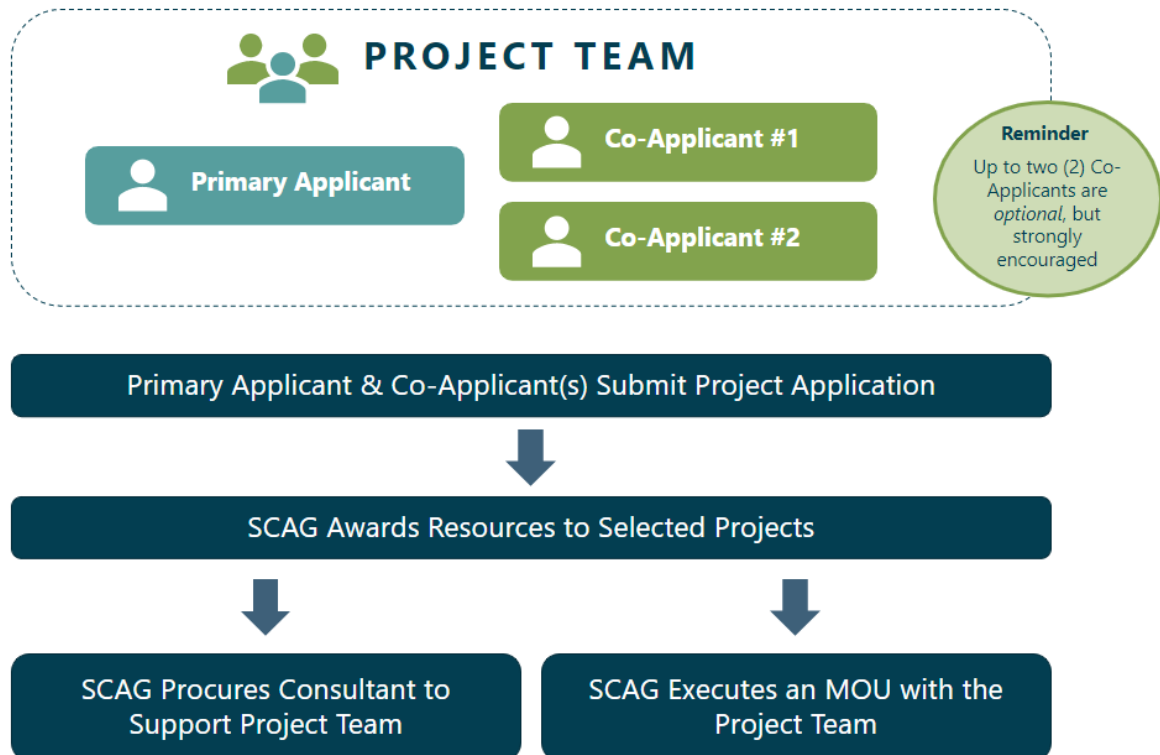 PROJECT TEAM
Primary Applicant
Co-Applicant #1
Co-Applicant #2
Reminder
Up to two (2) Co-
Applicants are
optional, but
strongly
encouraged
Primary Applicant & Co-Applicant(s) Submit Project Application
SCAG Awards Resources to Selected Projects
SCAG Procures Consultant to
Support Project Team
SCAG Executes an MOU with the
Project Team